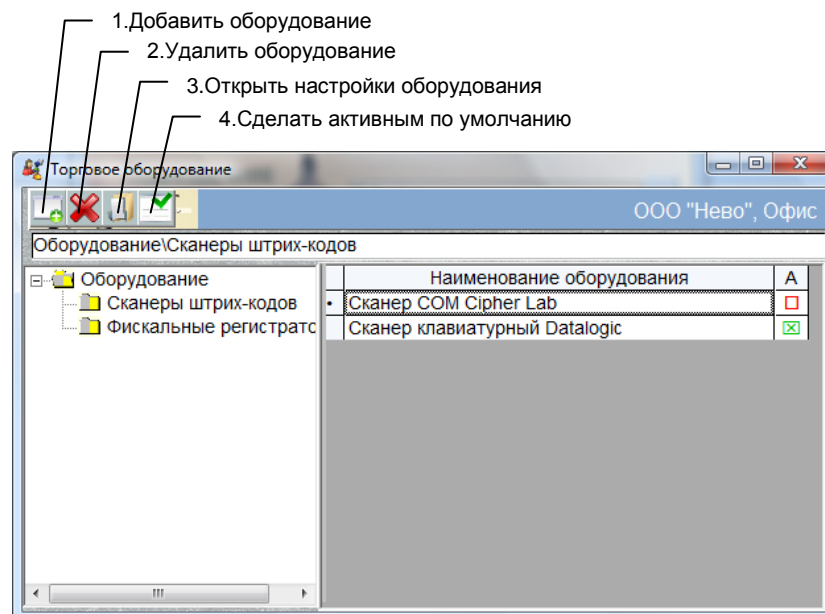 1.Добавить оборудование
2.Удалить оборудование
3.Открыть настройки оборудования
4.Сделать активным по умолчанию
Торговое оборудование
ООО "Нево", Офис
Оборудование\Сканеры штрих-кодов
Оборудование
Сканеры штрих-кодов
Фискальные регистратс
Наименование оборудования А
Сканер COM Cipher Lab
Сканер клавиатурный Datalogic